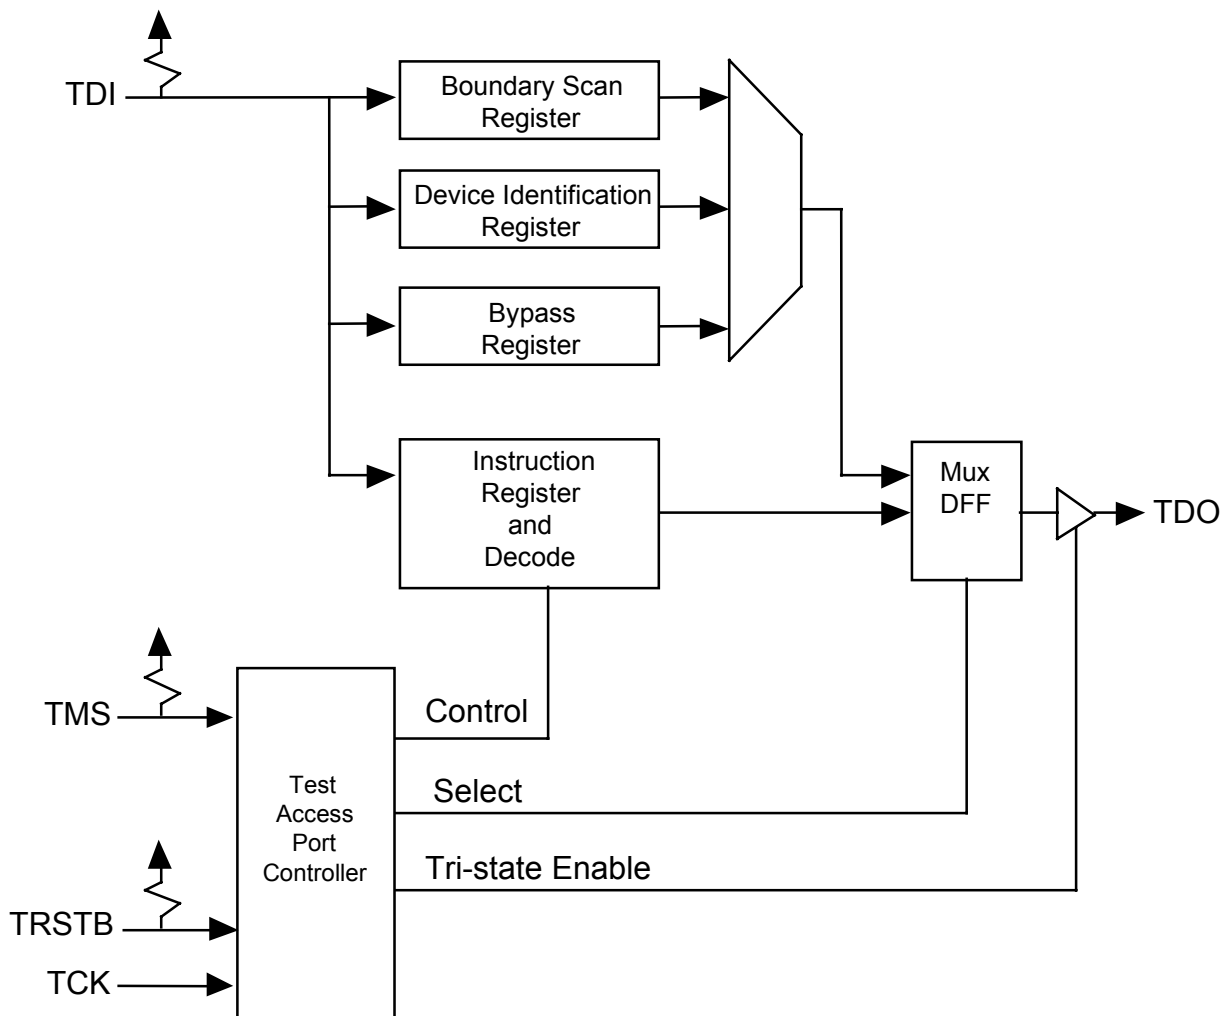 TDI
Boundary Scan
Register
Device Identification
Register
Bypass
Register
Instruction
Register
and
Decode
Mux
DFF
TDO
TMS
Control
Test
Access
Port
Controller
Select
Tri-state Enable
TRSTB
TCK